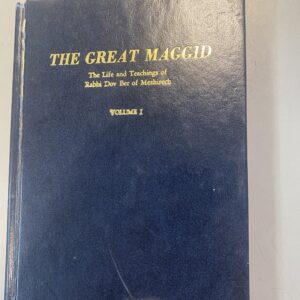 THE GREAT MAGGID
The Life and Teachings of
Rabbi Dov Ber of Mezhirech
VOLUME I